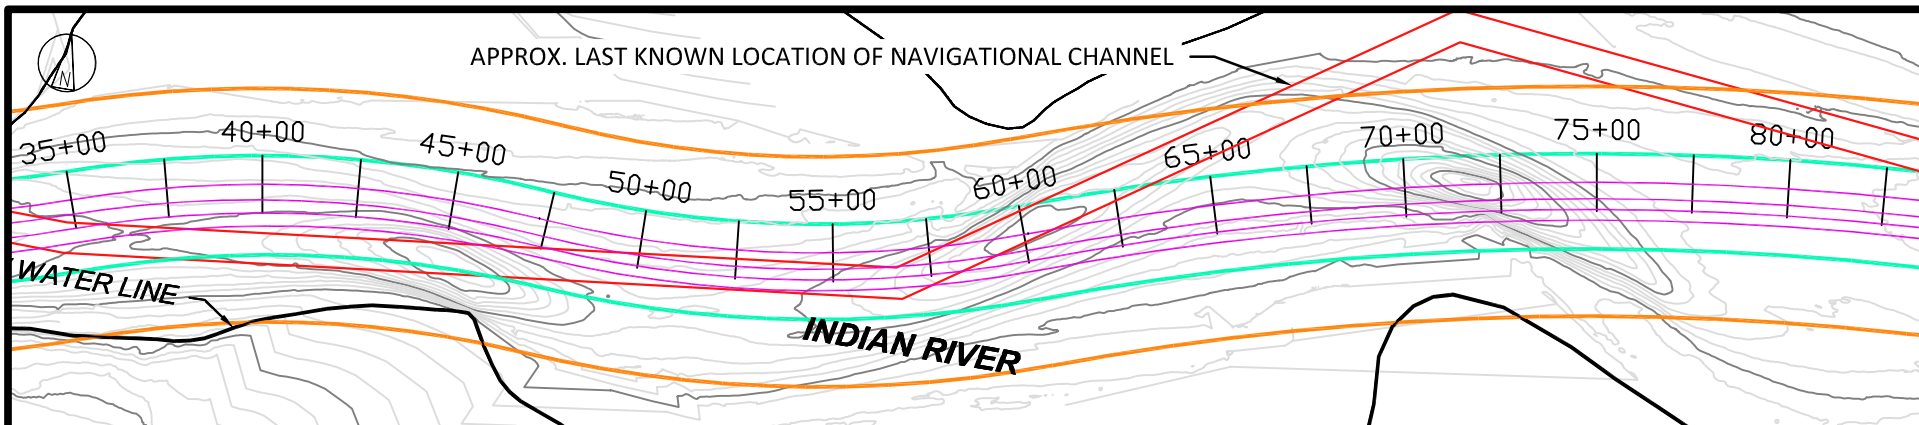 APPROX. LAST KNOWN LOCATION OF NAVIGATIONAL CHANNEL
N
35+00
40+00
45+00
50+00
55+00
60+00
65+00
70+00
75+00
80+00
WATER LINE
INDIAN RIVER